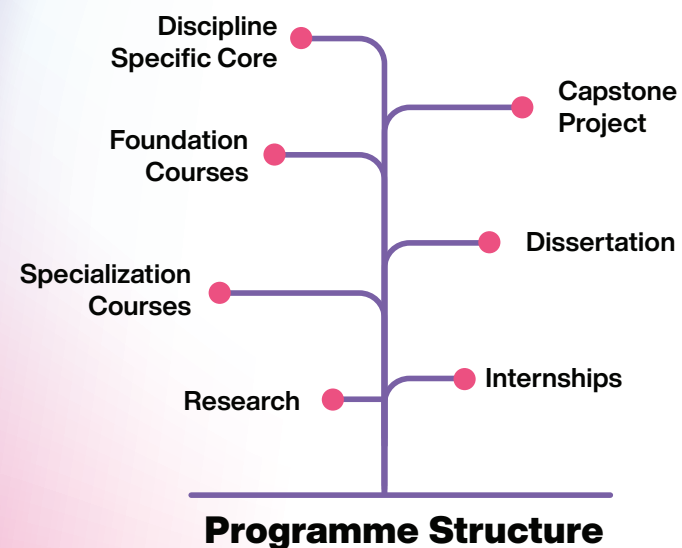 Discipline
Specific Core
Capstone
Project
Foundation
Courses
Dissertation
Specialization
Courses
Internships
Research
Programme Structure